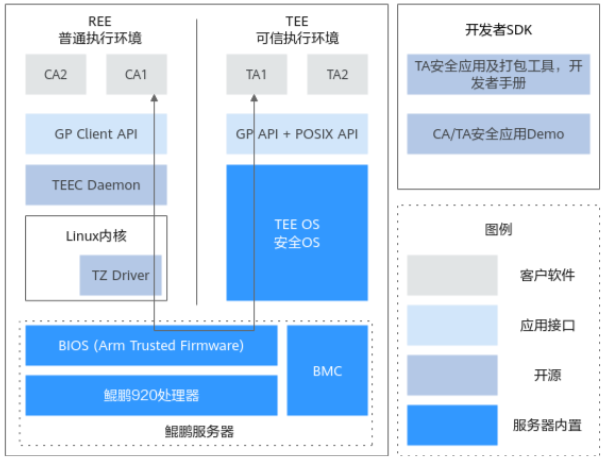 REE
普通执行环境
CA2
CA1
GP Client API
TEEC Daemon
Linux内核
TZ Driver
TEE
可信执行环境
TA1
TA2
GP API + POSIX API
TEE OS
安全OS
BIOS (Arm Trusted Firmware)
鲲鹏920处理器
BMC
鲲鹏服务器
开发者SDK
TA安全应用及打包工具，开
发者手册
CA/TA安全应用Demo
图例
客户软件
应用接口
开源
服务器内置